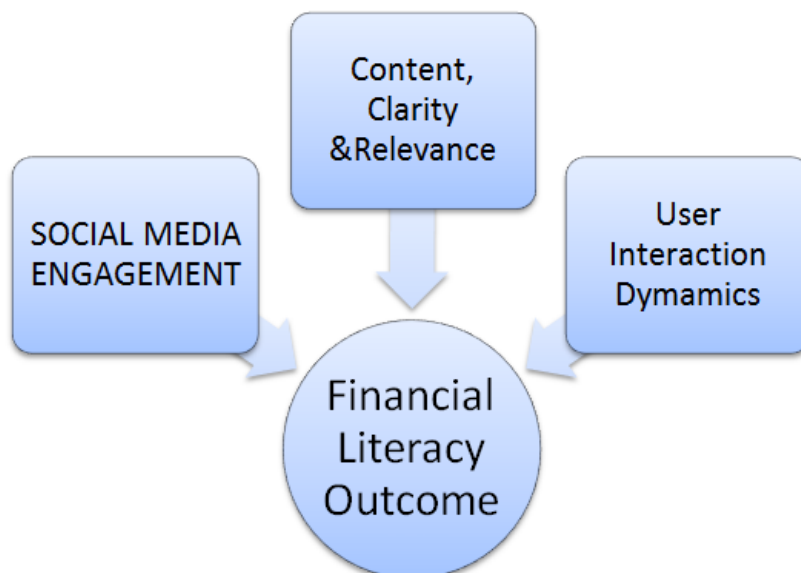 Content,
Clarity
&Relevance
SOCIAL MEDIA
ENGAGEMENT
User
Interaction
Dymamics
Financial
Literacy
Outcome